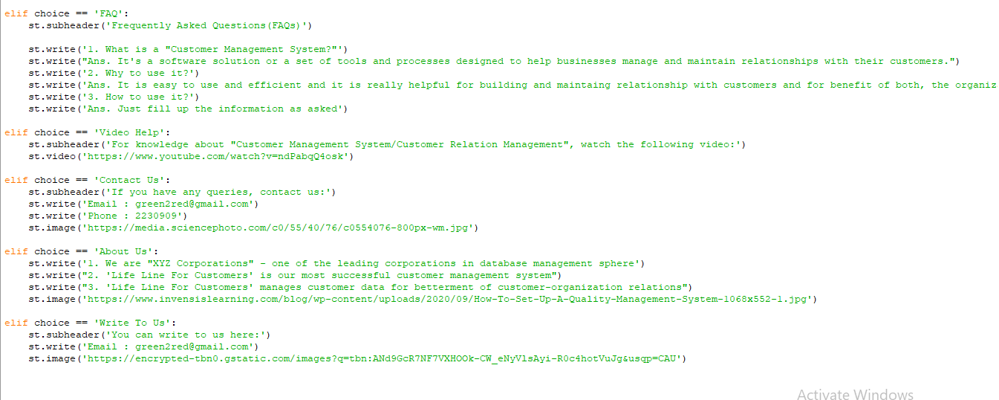 elif choice == 'FAQ':
    st.subheader('Frequently Asked Questions(FAQs)')
    st.write('1. What is a "Customer Management System?"')
    st.write("Ans. It's a software solution or a set of tools and processes designed to help businesses manage and maintain relationships with their customers.")
    st.write('2. Why to use it?')
    st.write('Ans. It is easy to use and efficient and it is really helpful for building and maintaing relationship with customers and for benefit of both, the organiz
    st.write('3. How to use it?')
    st.write('Ans. Just fill up the information as asked')
elif choice == 'Video Help':
    st.subheader('For knowledge about "Customer Management System/Customer Relation Management", watch the following video:')
    st.video('https://www.youtube.com/watch?v=ndPabqQ4osk')
elif choice == 'Contact Us':
    st.subheader('If you have any queries, contact us:')
    st.write('Email : green2red@gmail.com')
    st.write('Phone : 2230909')
    st.image('https://media.sciencephoto.com/c0/55/40/76/c0554076-800px-wm.jpg')
elif choice == 'About Us':
    st.write('1. We are "XYZ Corporations" - one of the leading corporations in database management sphere')
    st.write("2. 'Life Line For Customers' is our most successful customer management system")
    st.write("3. 'Life Line For Customers' manages customer data for betterment of customer-organization relations")
    st.image('https://www.invensislearning.com/blog/wp-content/uploads/2020/09/How-To-Set-Up-A-Quality-Management-System-1068x552-1.jpg')
elif choice == 'Write To Us':
    st.subheader('You can write to us here:')
    st.write('Email : green2red@gmail.com')
    st.image('https://encrypted-tbn0.gstatic.com/images?q=tbn:ANd9GcR7NF7VXHOOk-CW_eNyVlsAyi-R0c4hotVuJg&usqp=CAU')
Activate Windows